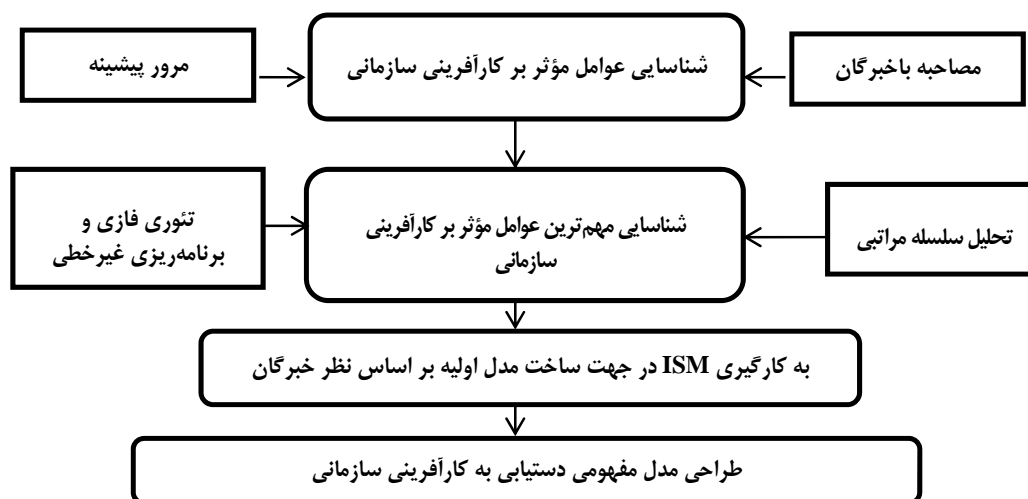 مصاحبه باخبرگان
شناسایی عوامل مؤثر بر کارآفرینی سازمانی
مرور پیشینه
تحلیل سلسله مراتبی
شناسایی مهم‌ترین عوامل مؤثر بر کارآفرینی
سازمانی
تئوری فازی و
برنامه‌ریزی غیرخطی
به کارگیری ISM در جهت ساخت مدل اولیه بر اساس نظر خبرگان
طراحی مدل مفهومی دستیابی به کارآفرینی سازمانی